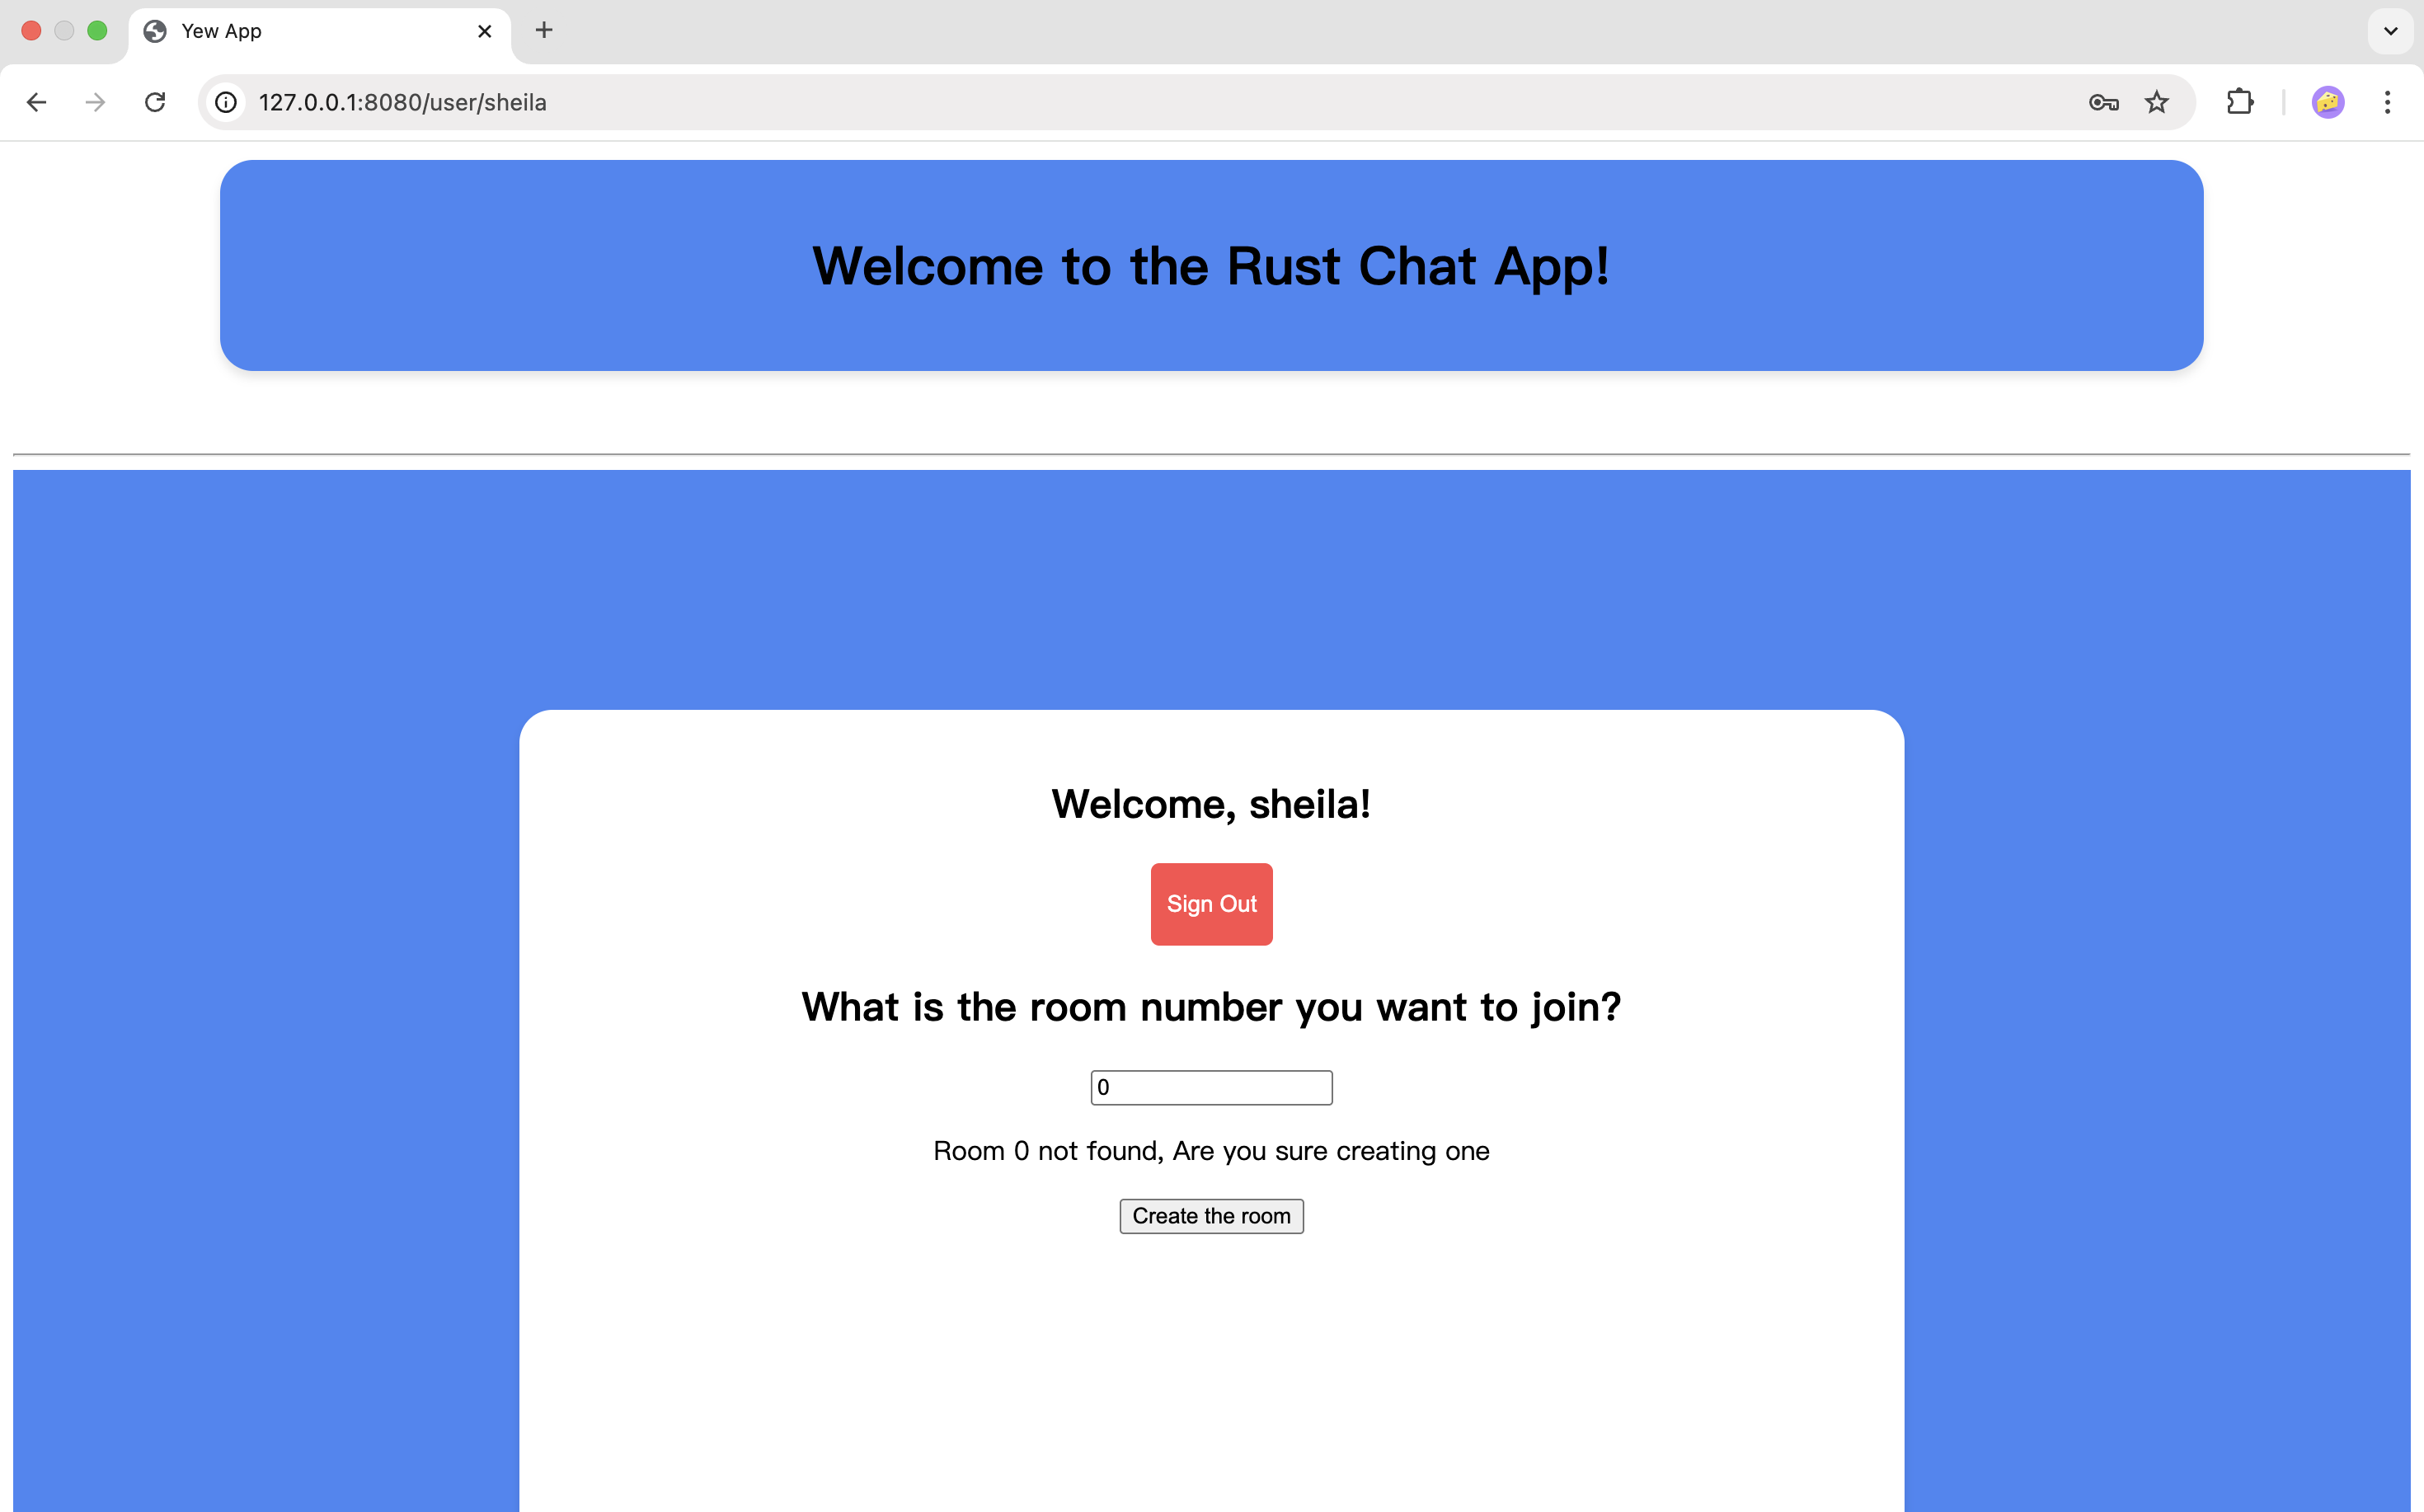 Yew App
127.0.0.1:8080/user/sheila
Welcome to the Rust Chat App!
Welcome, sheila!
Sign Out
What is the room number you want to join?
0
Room 0 not found, Are you sure creating one
Create the room